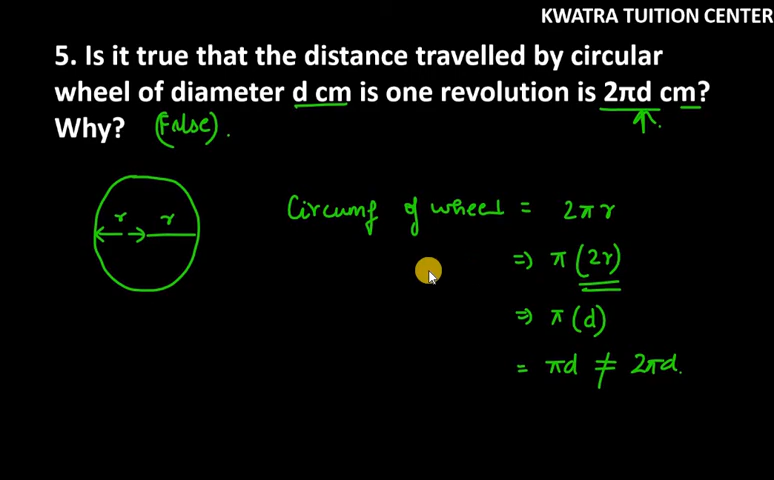 KWATRA TUITION CENTER
5. Is it true that the distance travelled by circular
wheel of diameter d cm is one revolution is 2πd cm?
Why? (False).
r r
Circumf of wheel = 2πr
⇒ π(2r)
⇒ π(d)
= πd ≠ 2πd.